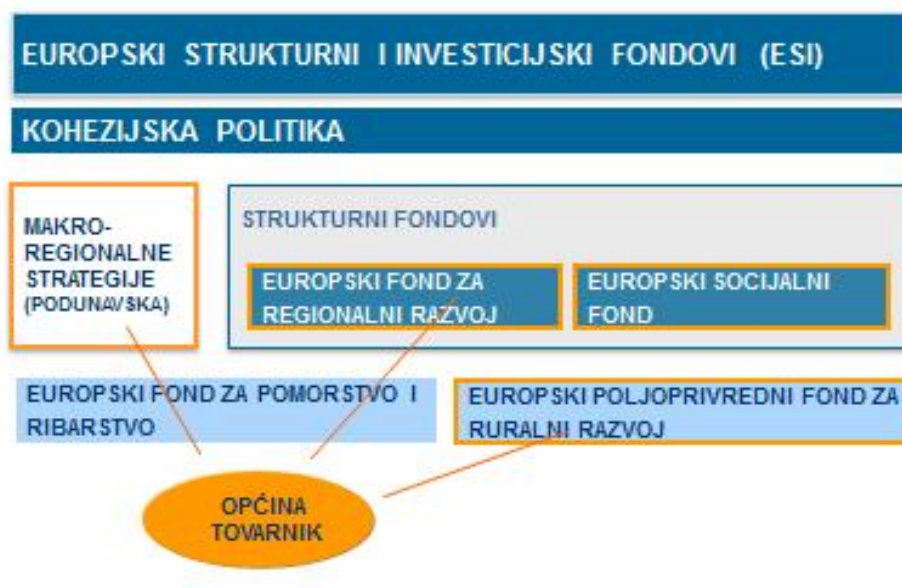 EUROPSKI STRUKTURNI I INVESTICIJSKI FONDOVI (ESI)
KOHEZIJSKA POLITIKA
MAKRO-
REGIONALNE
STRATEGIJE
(PODUNAVSKA)
STRUKTURNI FONDOVI
EUROPSKI FOND ZA
REGIONALNI RAZVOJ
EUROPSKI SOCIJALNI
FOND
EUROPSKI FOND ZA POMORSTVO I
RIBARSTVO
EUROPSKI POLJOPRIVREDNI FOND ZA
RURALNI RAZVOJ
OPĆINA
TOVARNIK